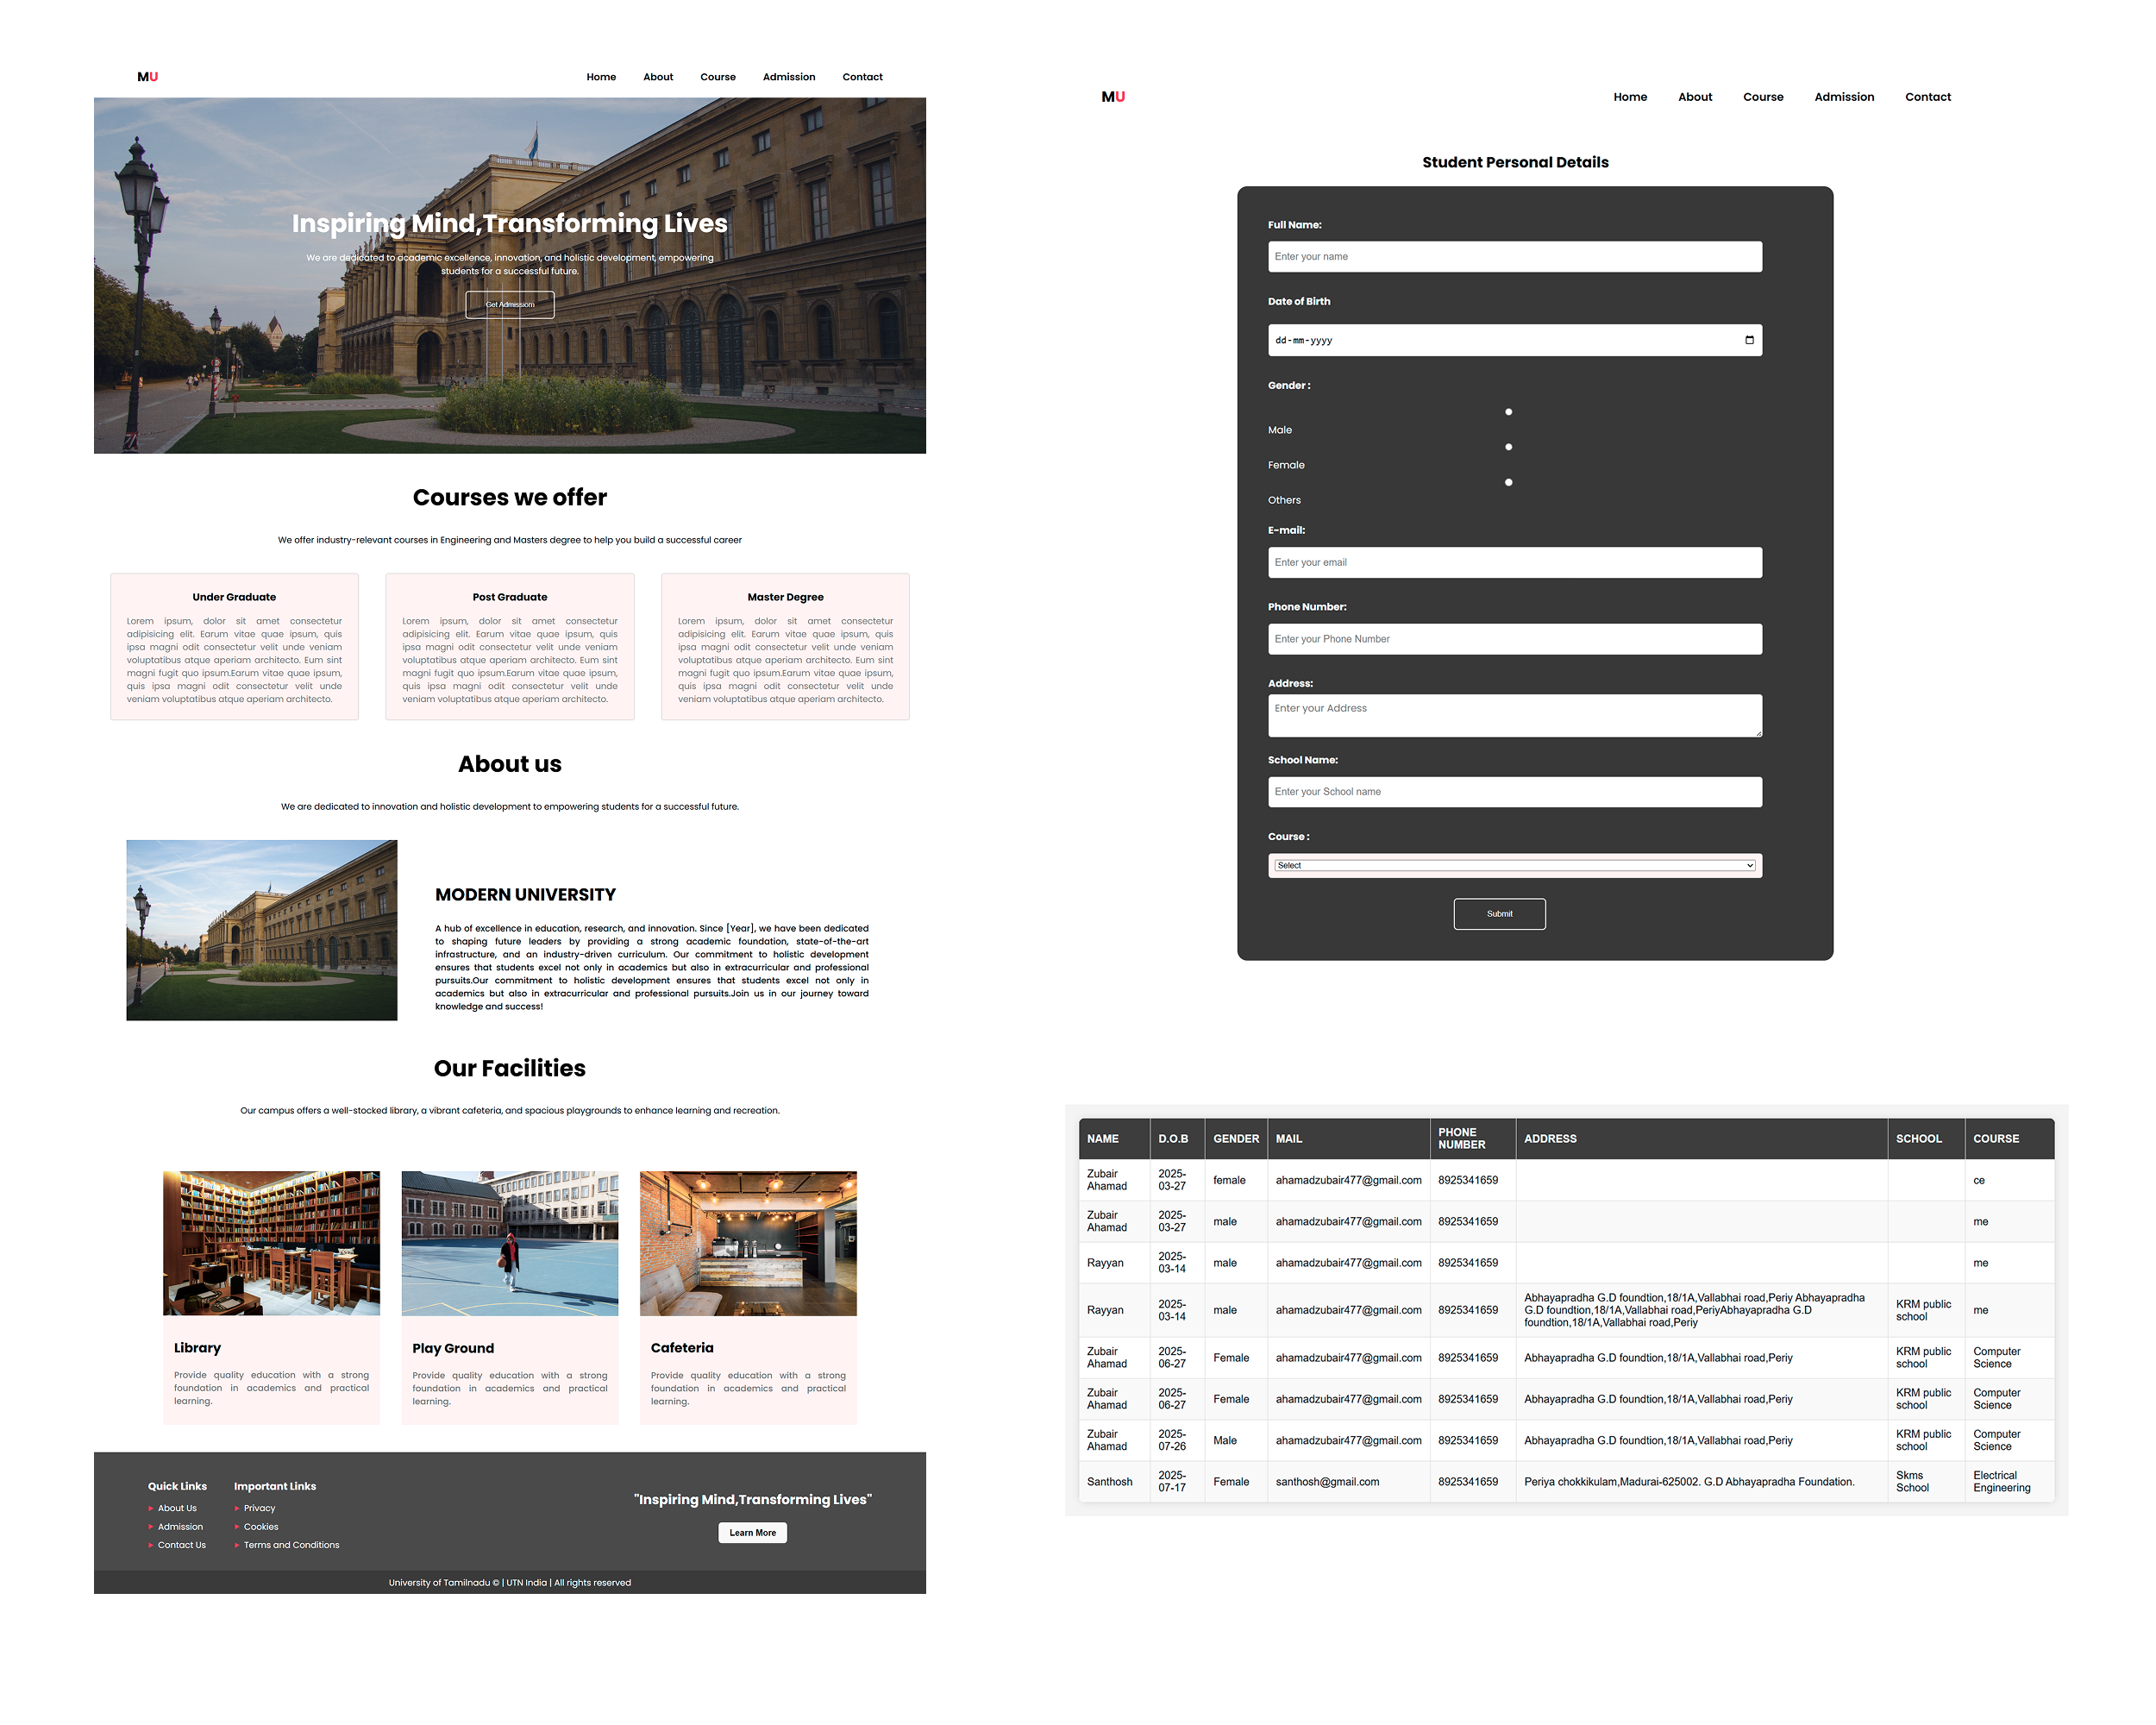 MU
Home About Course Admission Contact
Inspiring Mind,Transforming Lives
We are dedicated to academic excellence, innovation, and holistic development, empowering
students for a successful future.
Get Admissiom
Courses we offer
We offer industry-relevant courses in Engineering and Masters degree to help you build a successful career
Under Graduate
Lorem ipsum, dolor sit amet consectetur
adipisicing elit. Earum vitae quae ipsum, quis
ipsa magni odit consectetur velit unde veniam
voluptatibus atque aperiam architecto. Eum sint
magni fugit quo ipsum.Earum vitae quae ipsum,
quis ipsa magni odit consectetur velit unde
veniam voluptatibus atque aperiam architecto.
Post Graduate
Lorem ipsum, dolor sit amet consectetur
adipisicing elit. Earum vitae quae ipsum, quis
ipsa magni odit consectetur velit unde veniam
voluptatibus atque aperiam architecto. Eum sint
magni fugit quo ipsum.Earum vitae quae ipsum,
quis ipsa magni odit consectetur velit unde
veniam voluptatibus atque aperiam architecto.
Master Degree
Lorem ipsum, dolor sit amet consectetur
adipisicing elit. Earum vitae quae ipsum, quis
ipsa magni odit consectetur velit unde veniam
voluptatibus atque aperiam architecto. Eum sint
magni fugit quo ipsum.Earum vitae quae ipsum,
quis ipsa magni odit consectetur velit unde
veniam voluptatibus atque aperiam architecto.
About us
We are dedicated to innovation and holistic development to empowering students for a successful future.
MODERN UNIVERSITY
A hub of excellence in education, research, and innovation. Since [Year], we have been dedicated
to shaping future leaders by providing a strong academic foundation, state-of-the-art
infrastructure, and an industry-driven curriculum. Our commitment to holistic development
ensures that students excel not only in academics but also in extracurricular and professional
pursuits.Our commitment to holistic development ensures that students excel not only in
academics but also in extracurricular and professional pursuits.Join us in our journey toward
knowledge and success!
Our Facilities
Our campus offers a well-stocked library, a vibrant cafeteria, and spacious playgrounds to enhance learning and recreation.
Library
Provide quality education with a strong
foundation in academics and practical
learning.
Play Ground
Provide quality education with a strong
foundation in academics and practical
learning.
Cafeteria
Provide quality education with a strong
foundation in academics and practical
learning.
Quick Links
About Us
Admission
Contact Us
Important Links
Privacy
Cookies
Terms and Conditions
"Inspiring Mind,Transforming Lives"
Learn More
University of Tamilnadu © | UTN India | All rights reserved
MU
Home About Course Admission Contact
Student Personal Details
Full Name:
Enter your name
Date of Birth
dd-mm-yyyy
Gender :
Male
Female
Others
E-mail:
Enter your email
Phone Number:
Enter your Phone Number
Address:
Enter your Address
School Name:
Enter your School name
Course :
Select
Submit
NAME D.O.B GENDER MAIL PHONE NUMBER ADDRESS SCHOOL COURSE
Zubair Ahamad 2025-03-27 female ahamadzubair477@gmail.com 8925341659 ce
Zubair Ahamad 2025-03-27 male ahamadzubair477@gmail.com 8925341659 me
Rayyan 2025-03-14 male ahamadzubair477@gmail.com 8925341659 me
Rayyan 2025-03-14 male ahamadzubair477@gmail.com 8925341659 Abhayapradha G.D foundtion,18/1A,Vallabhai road,Periy Abhayapradha G.D foundtion,18/1A,Vallabhai road,PeriyAbhayapradha G.D foundtion,18/1A,Vallabhai road,Periy KRM public school me
Zubair Ahamad 2025-06-27 Female ahamadzubair477@gmail.com 8925341659 Abhayapradha G.D foundtion,18/1A,Vallabhai road,Periy KRM public school Computer Science
Zubair Ahamad 2025-06-27 Female ahamadzubair477@gmail.com 8925341659 Abhayapradha G.D foundtion,18/1A,Vallabhai road,Periy KRM public school Computer Science
Zubair Ahamad 2025-07-26 Male ahamadzubair477@gmail.com 8925341659 Abhayapradha G.D foundtion,18/1A,Vallabhai road,Periy KRM public school Computer Science
Santhosh 2025-07-17 Female santhosh@gmail.com 8925341659 Periya chokkikulam,Madurai-625002. G.D Abhayapradha Foundation. Skms School Electrical Engineering